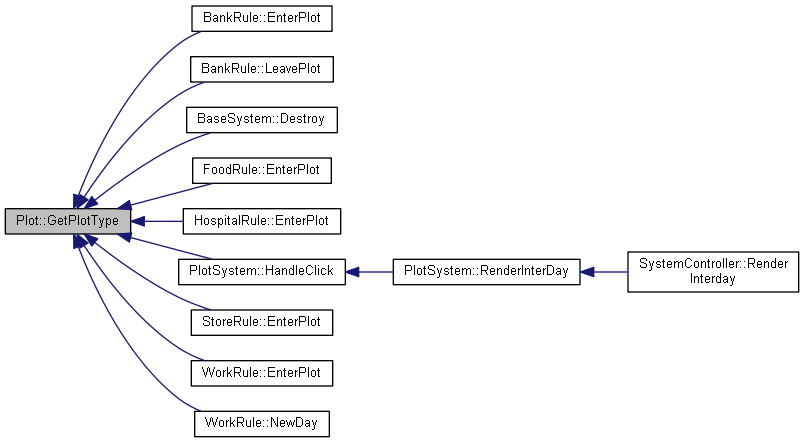 BankRule::EnterPlot
BankRule::LeavePlot
BaseSystem::Destroy
FoodRule::EnterPlot
Plot::GetPlotType
HospitalRule::EnterPlot
PlotSystem::HandleClick
PlotSystem::RenderInterDay
SystemController::Render
Interday
StoreRule::EnterPlot
WorkRule::EnterPlot
WorkRule::NewDay